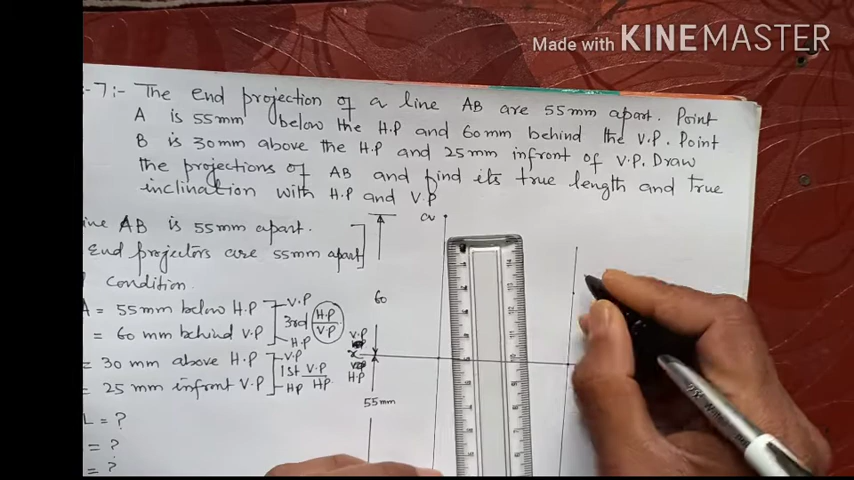 Made with KINEMASTER
-7:- The end projection of a line AB are 55mm apart. Point
A is 55mm below the H.P and 60mm behind the V.P. Point
B is 30mm above the H.P and 25mm infront of V.P. Draw
the projections of AB and find its true length and True
inclination with H.P and V.P
ine AB is 55mm apart.
End projectors are 55mm apart
condition
A = 55mm below H.P
= 60 mm behind V.P
V.P
3rd H.P
V.P
H.P
= 30 mm above H.P
= 25 mm infront V.P
V.P
1st V.P
HP
HP
L = ?
= ?
= ?
a
60
V.P
x
H.P
55mm